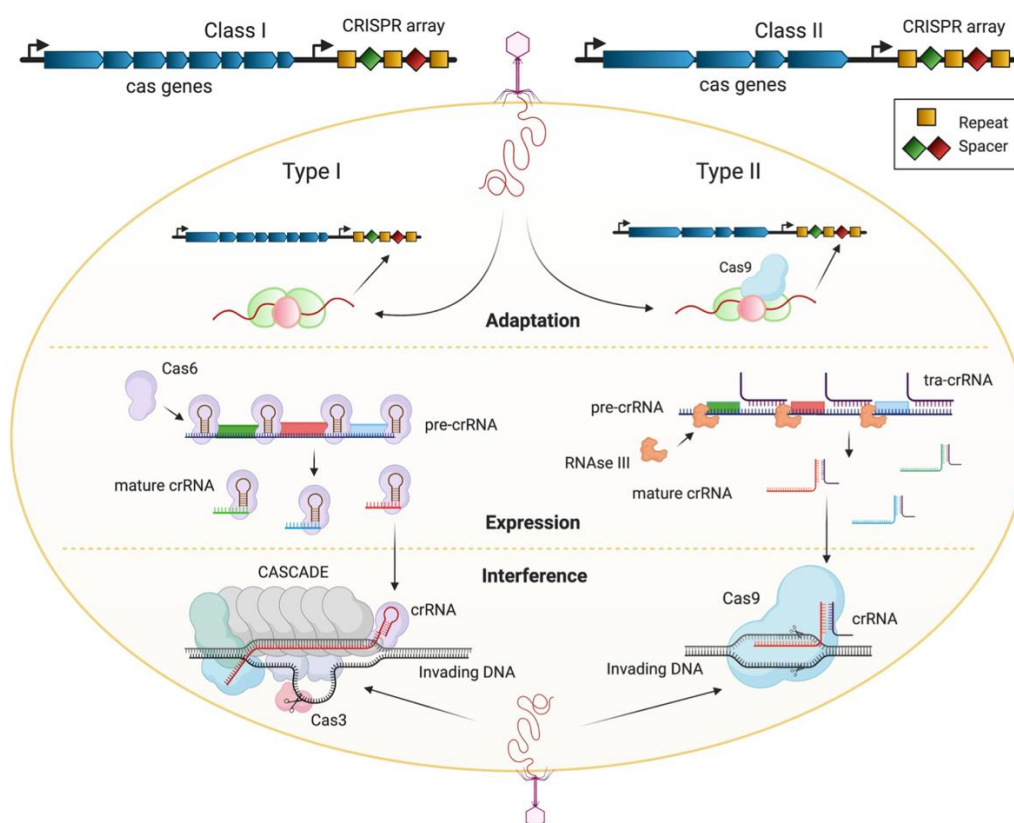 Class I
CRISPR array
cas genes
Class II
CRISPR array
cas genes
Repeat
Spacer
Type I
Type II
Cas9
Adaptation
Cas6
pre-crRNA
mature crRNA
tra-crRNA
pre-crRNA
RNAse III
mature crRNA
Expression
Interference
CASCADE
crRNA
Invading DNA
Cas3
Cas9
crRNA
Invading DNA